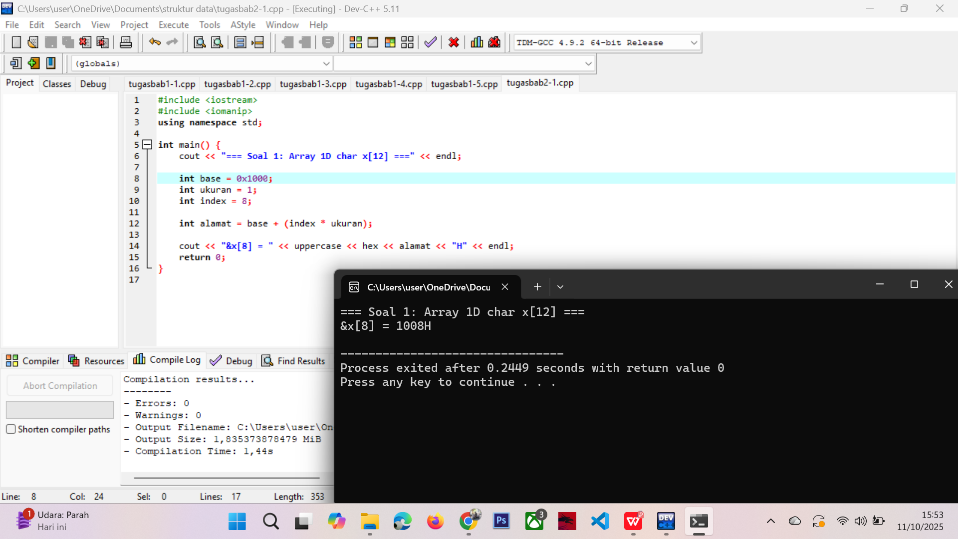 C:\Users\user\OneDrive\Documents\struktur data\tugasbab2-1.cpp - [Executing] - Dev-C++ 5.11
File Edit Search View Project Execute Tools AStyle Window Help
TDM-GCC 4.9.2 64-bit Release
(globals)
Project Classes Debug tugasbab1-1.cpp tugasbab1-2.cpp tugasbab1-3.cpp tugasbab1-4.cpp tugasbab1-5.cpp tugasbab2-1.cpp
1 #include <iostream>
2 #include <iomanip>
3 using namespace std;
4
5 int main() {
6 cout << "=== Soal 1: Array 1D char x[12] ===" << endl;
7
8 int base = 0x1000;
9 int ukuran = 1;
10 int index = 8;
11
12 int alamat = base + (index * ukuran);
13
14 cout << "&x[8] = " << uppercase << hex << alamat << "H" << endl;
15 return 0;
16 }
17
C:\Users\user\OneDrive\Docu
=== Soal 1: Array 1D char x[12] ===
&x[8] = 1008H
--------------------------------
Process exited after 0.2449 seconds with return value 0
Press any key to continue . . .
Compiler Resources Compile Log Debug Find Results
Abort Compilation
Shorten compiler paths
Compilation results...
--------
- Errors: 0
- Warnings: 0
- Output Filename: C:\Users\user\On
- Output Size: 1,835373878479 MiB
- Compilation Time: 1,44s
Line: 8 Col: 24 Sel: 0 Lines: 17 Length: 353
1
Udara: Parah
Hari ini
Ps
3
W
DEV
15:53
11/10/2025